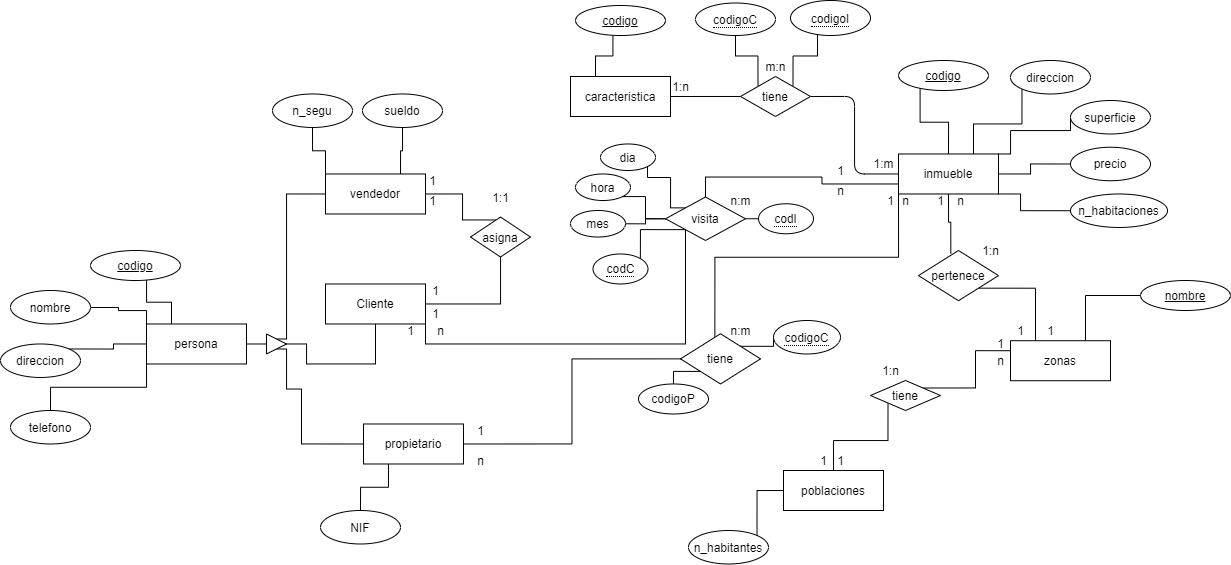 codigo
codigoC
codigoI
m:n
caracteristica
1:n
tiene
codigo
direccion
superficie
n_segu
sueldo
dia
1:m
inmueble
precio
vendedor
1
1
1:1
hora
1
n
n:m
1
n
1
n
n_habitaciones
mes
visita
codI
asigna
1:n
codigo
codC
pertenece
nombre
nombre
Cliente
1
1
1
n
n:m
codigoC
1
1
persona
direccion
tiene
1
n
zonas
1:n
codigoP
tiene
telefono
propietario
1
n
1
1
poblaciones
NIF
n_habitantes